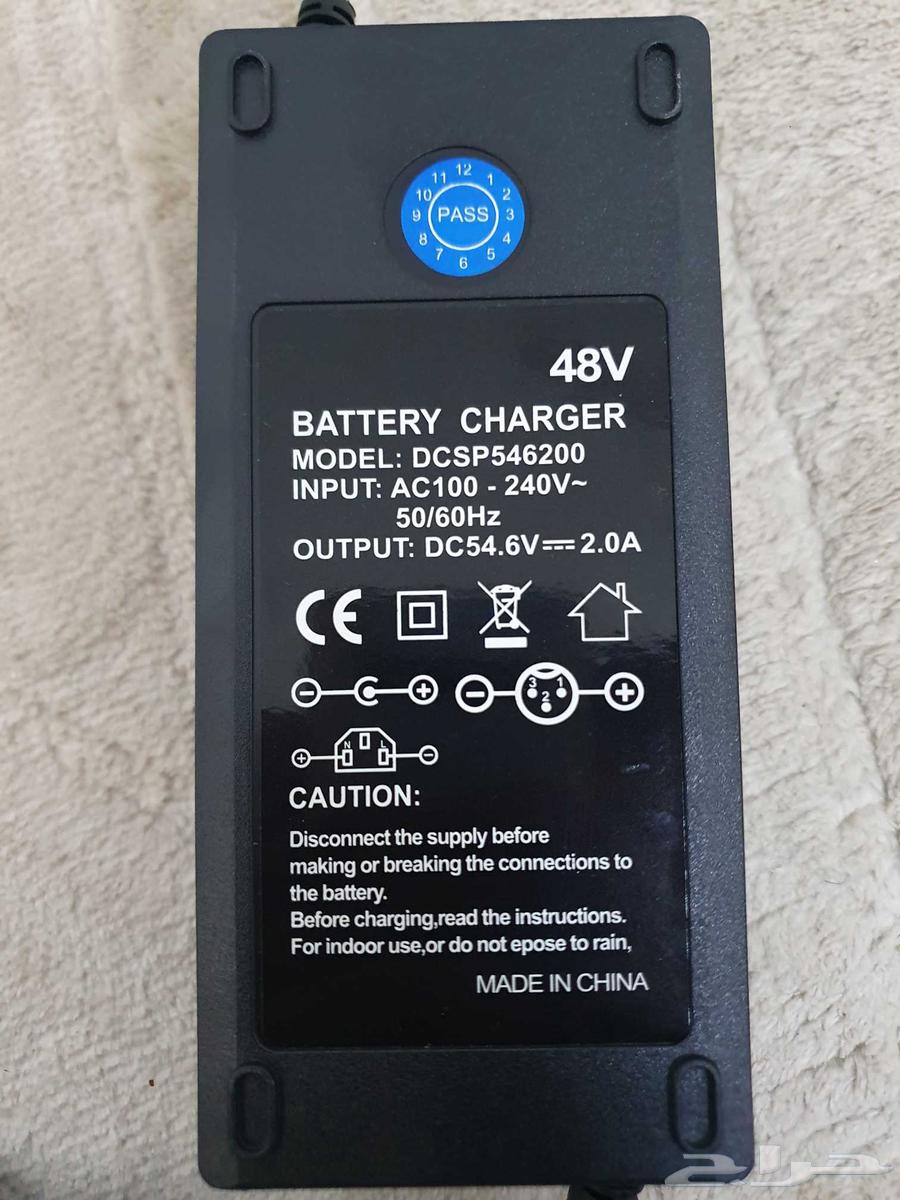 12
11 1
10 2
9 PASS 3
8 4
7 5
6
48V
BATTERY CHARGER
MODEL: DCSP546200
INPUT: AC100 - 240V~
50/60Hz
OUTPUT: DC54.6V⎓2.0A
CE
3 1
2
N L
CAUTION:
Disconnect the supply before
making or breaking the connections to
the battery.
Before charging,read the instructions.
For indoor use,or do not epose to rain,
MADE IN CHINA
حراج